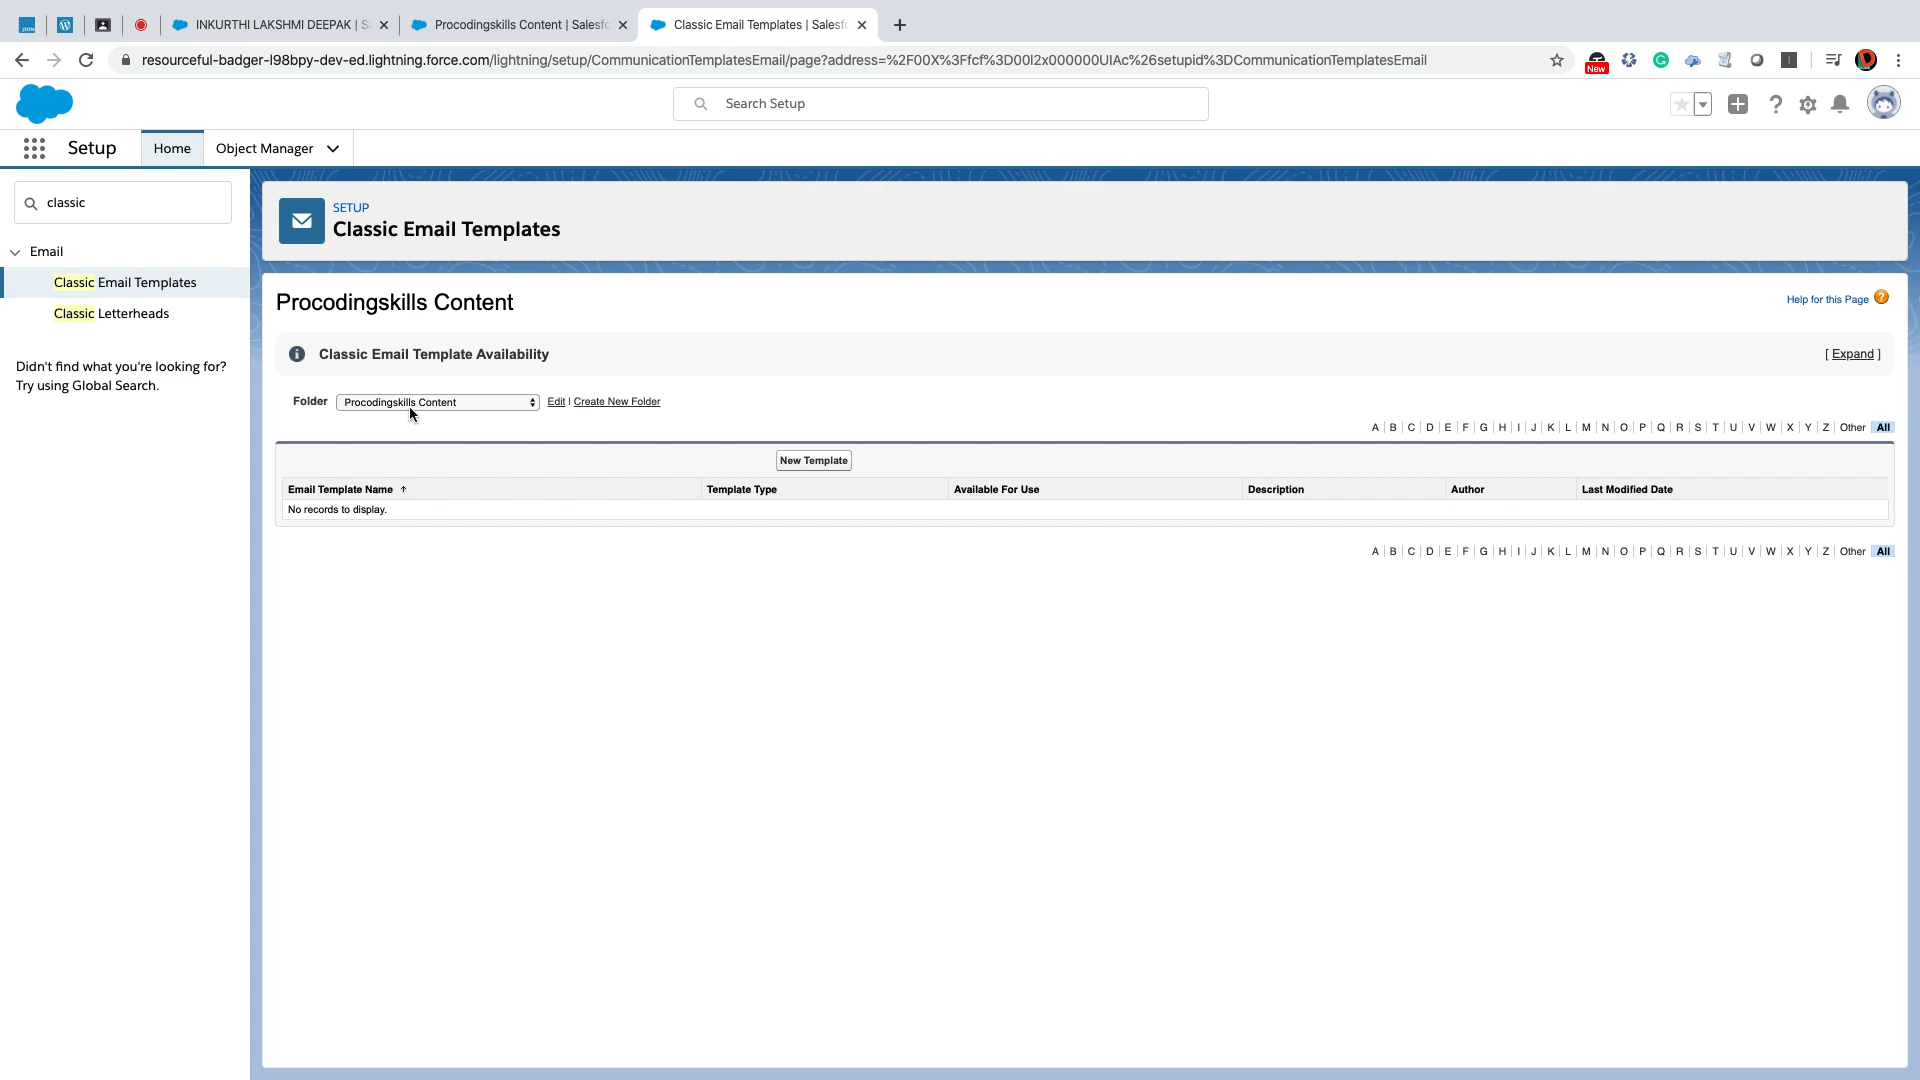 INKURTHI LAKSHMI DEEPAK | S
Procodingskills Content | Salesfo
Classic Email Templates | Salesfo
resourceful-badger-l98bpy-dev-ed.lightning.force.com/lightning/setup/CommunicationTemplatesEmail/page?address=%2F00X%3Ffcf%3D00l2x000000UIAc%26setupid%3DCommunicationTemplatesEmail
New
Search Setup
Setup
Home
Object Manager
classic
Email
Classic Email Templates
Classic Letterheads
Didn't find what you're looking for?
Try using Global Search.
SETUP
Classic Email Templates
Procodingskills Content
Help for this Page
Classic Email Template Availability
[ Expand ]
Folder Procodingskills Content Edit | Create New Folder
A | B | C | D | E | F | G | H | I | J | K | L | M | N | O | P | Q | R | S | T | U | V | W | X | Y | Z | Other | All
New Template
Email Template Name Template Type Available For Use Description Author Last Modified Date
No records to display.
A | B | C | D | E | F | G | H | I | J | K | L | M | N | O | P | Q | R | S | T | U | V | W | X | Y | Z | Other | All